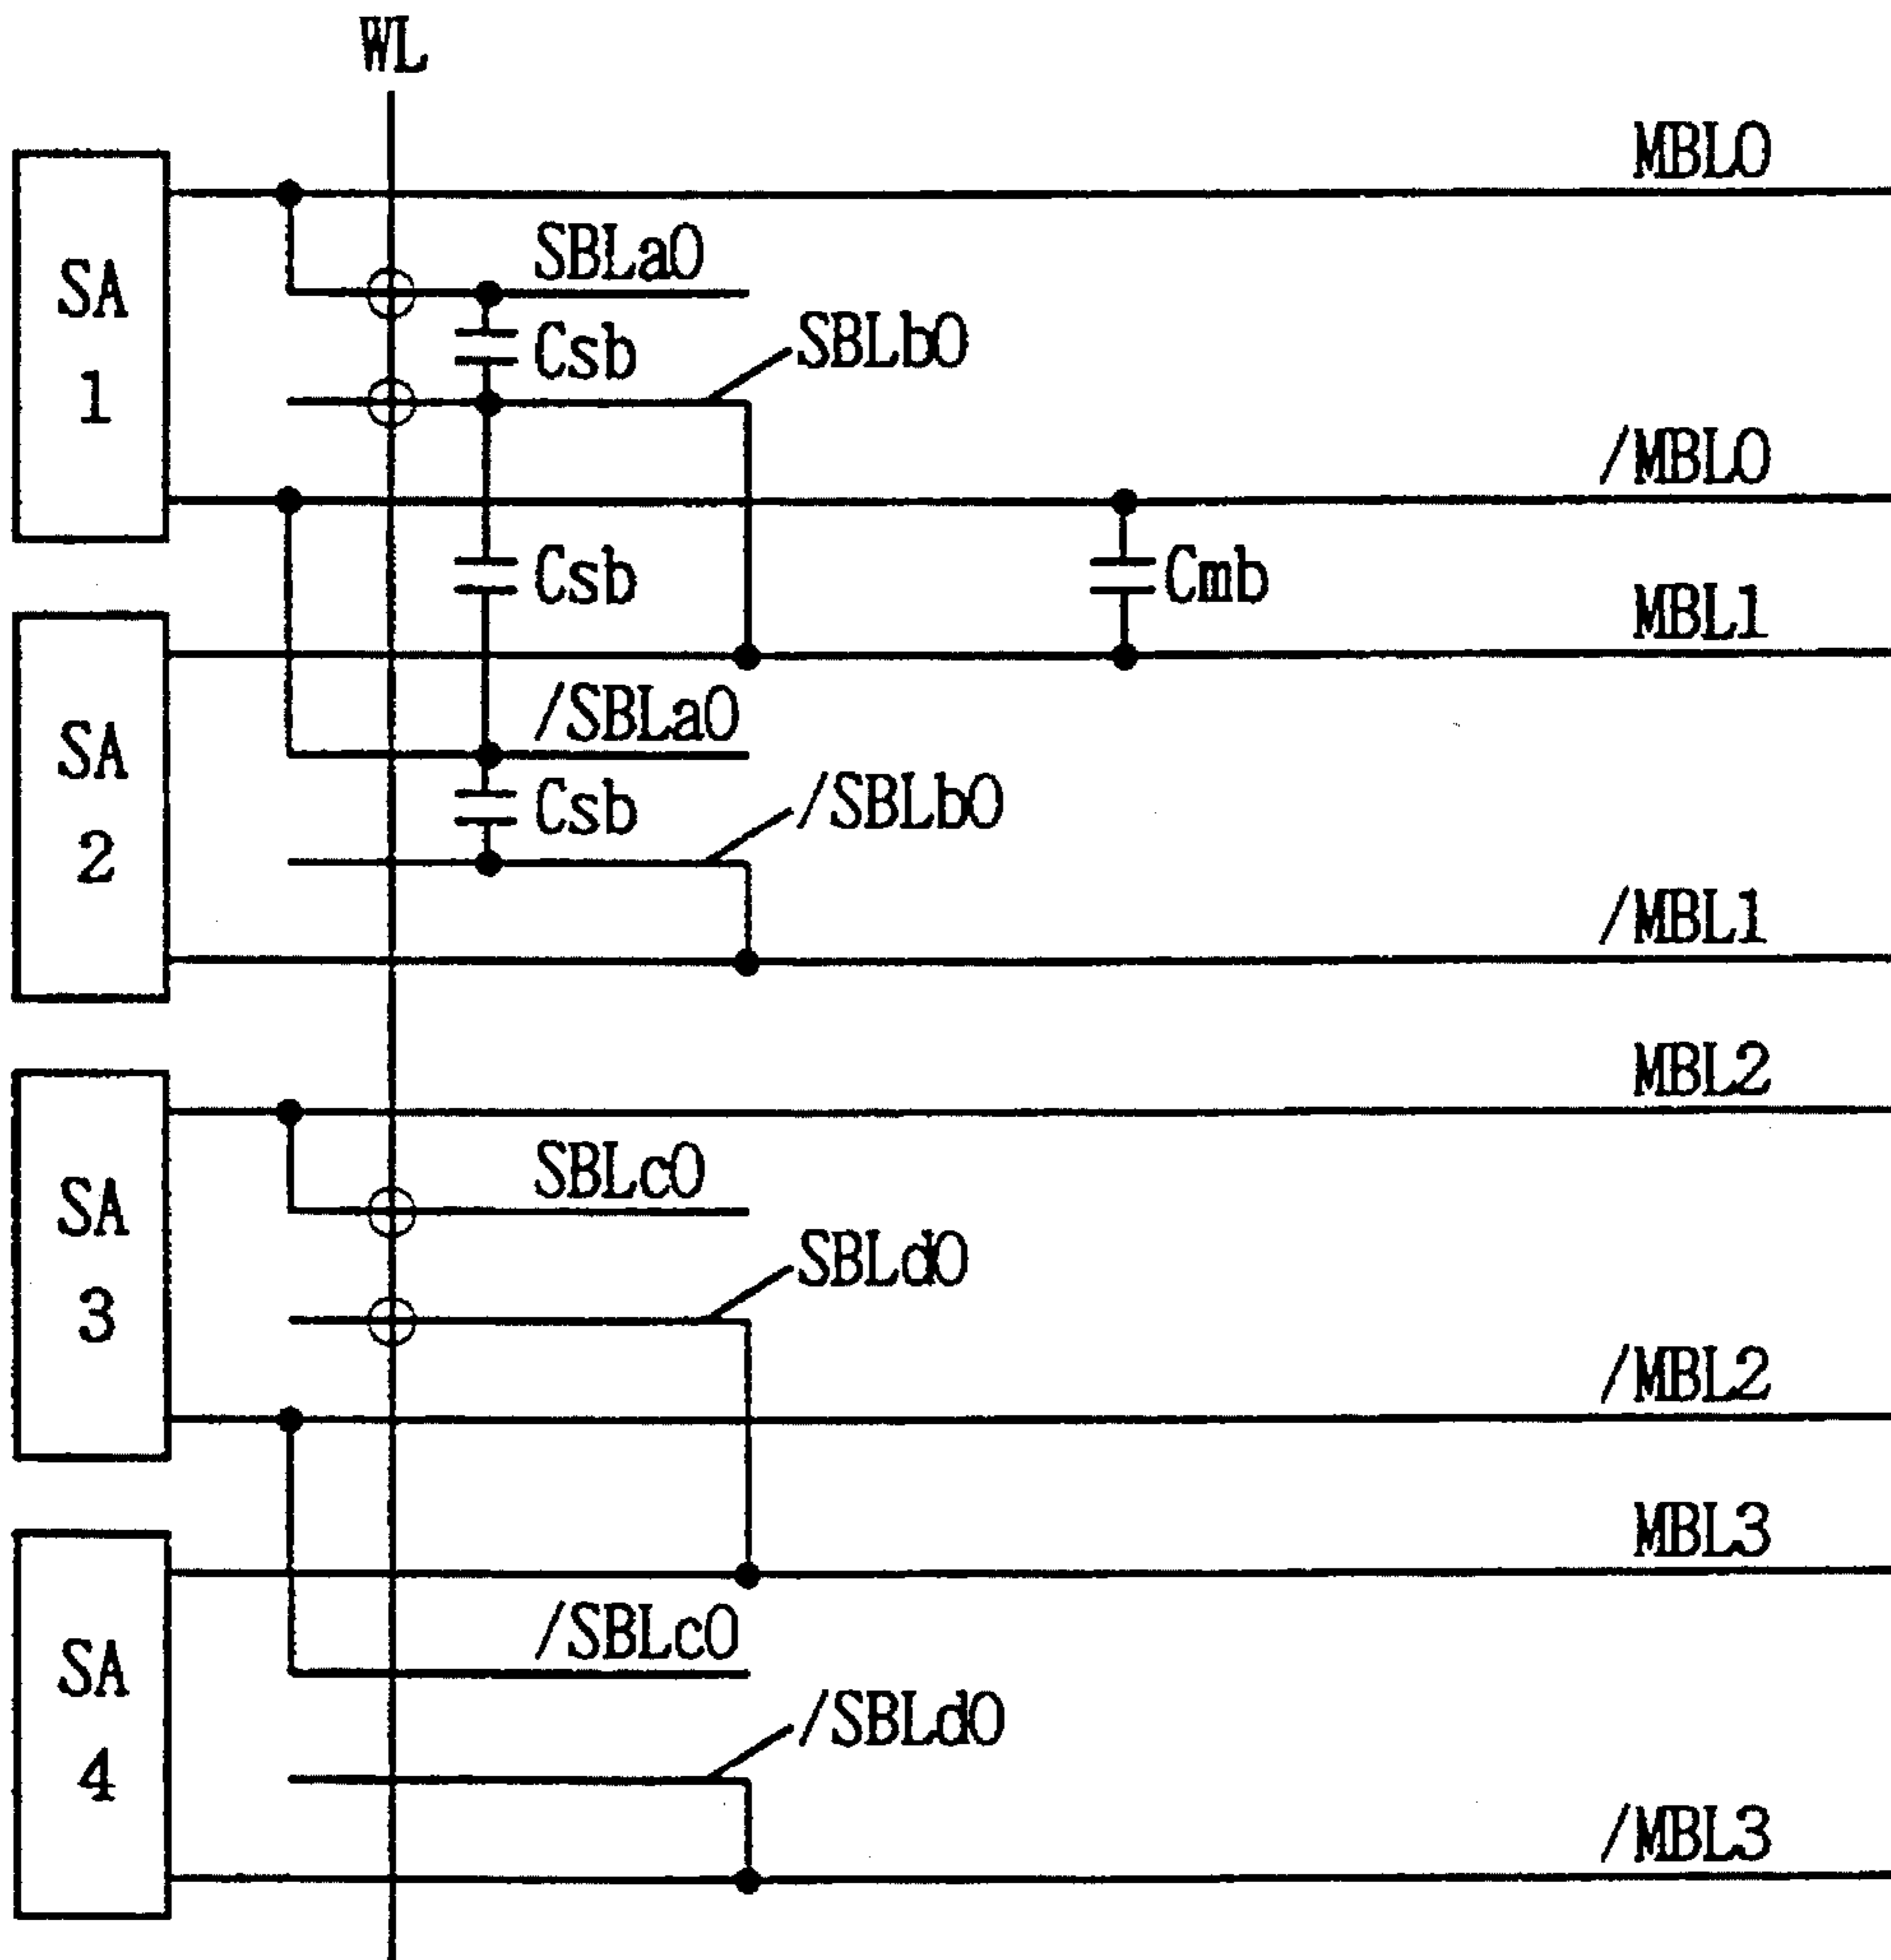 WL
MBL0
SA
1
SBLa0
Csb
SBLb0
/MBL0
Csb
Cmb
MBL1
SA
2
/SBLa0
Csb
/SBLb0
/MBL1
MBL2
SA
3
SBLc0
SBLd0
/MBL2
MBL3
SA
4
/SBLc0
/SBLd0
/MBL3